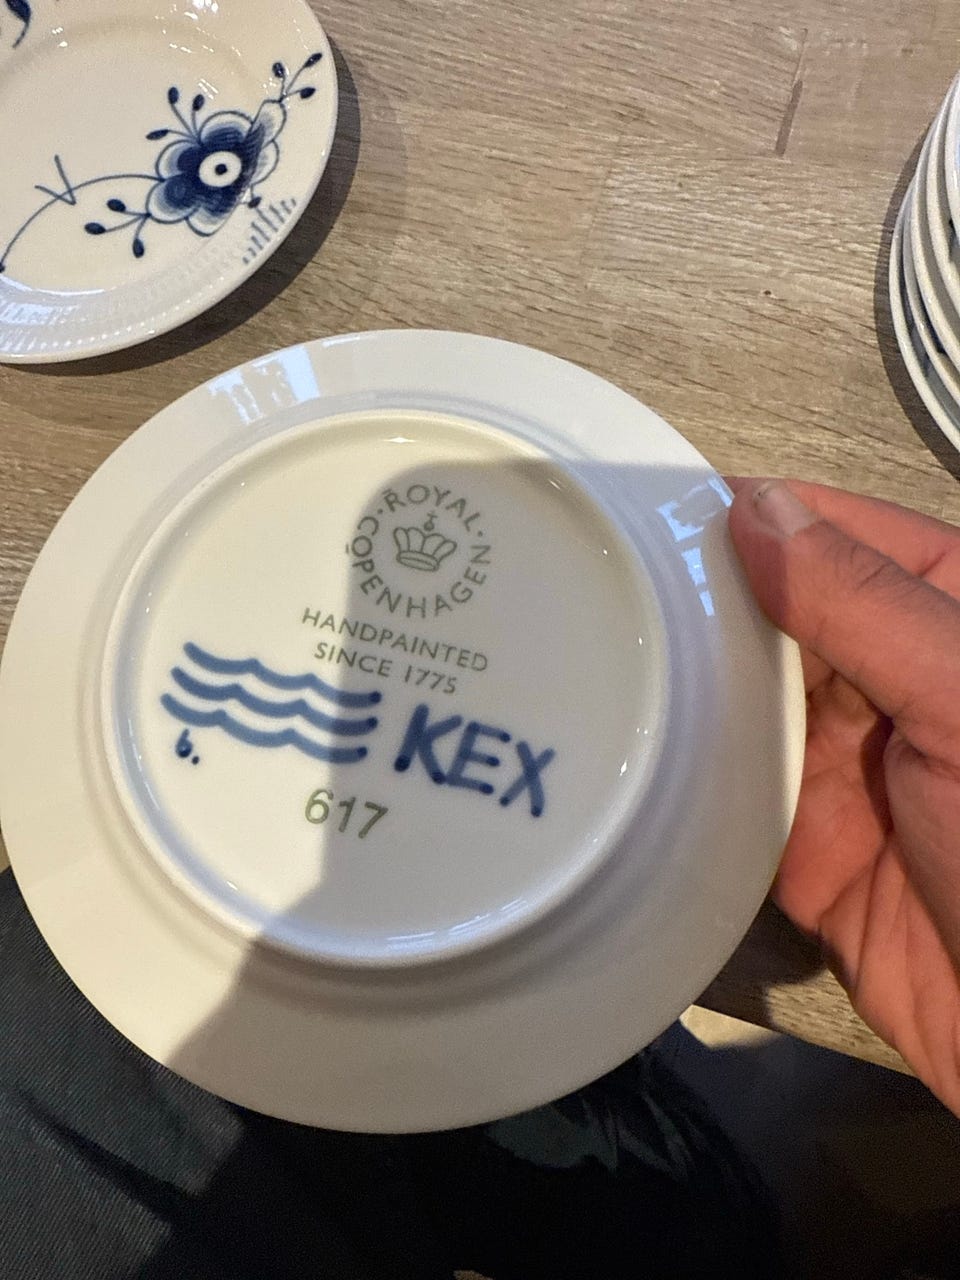 ROYAL · COPENHAGEN ·
HANDPAINTED
SINCE 1775
KEX
6.
617